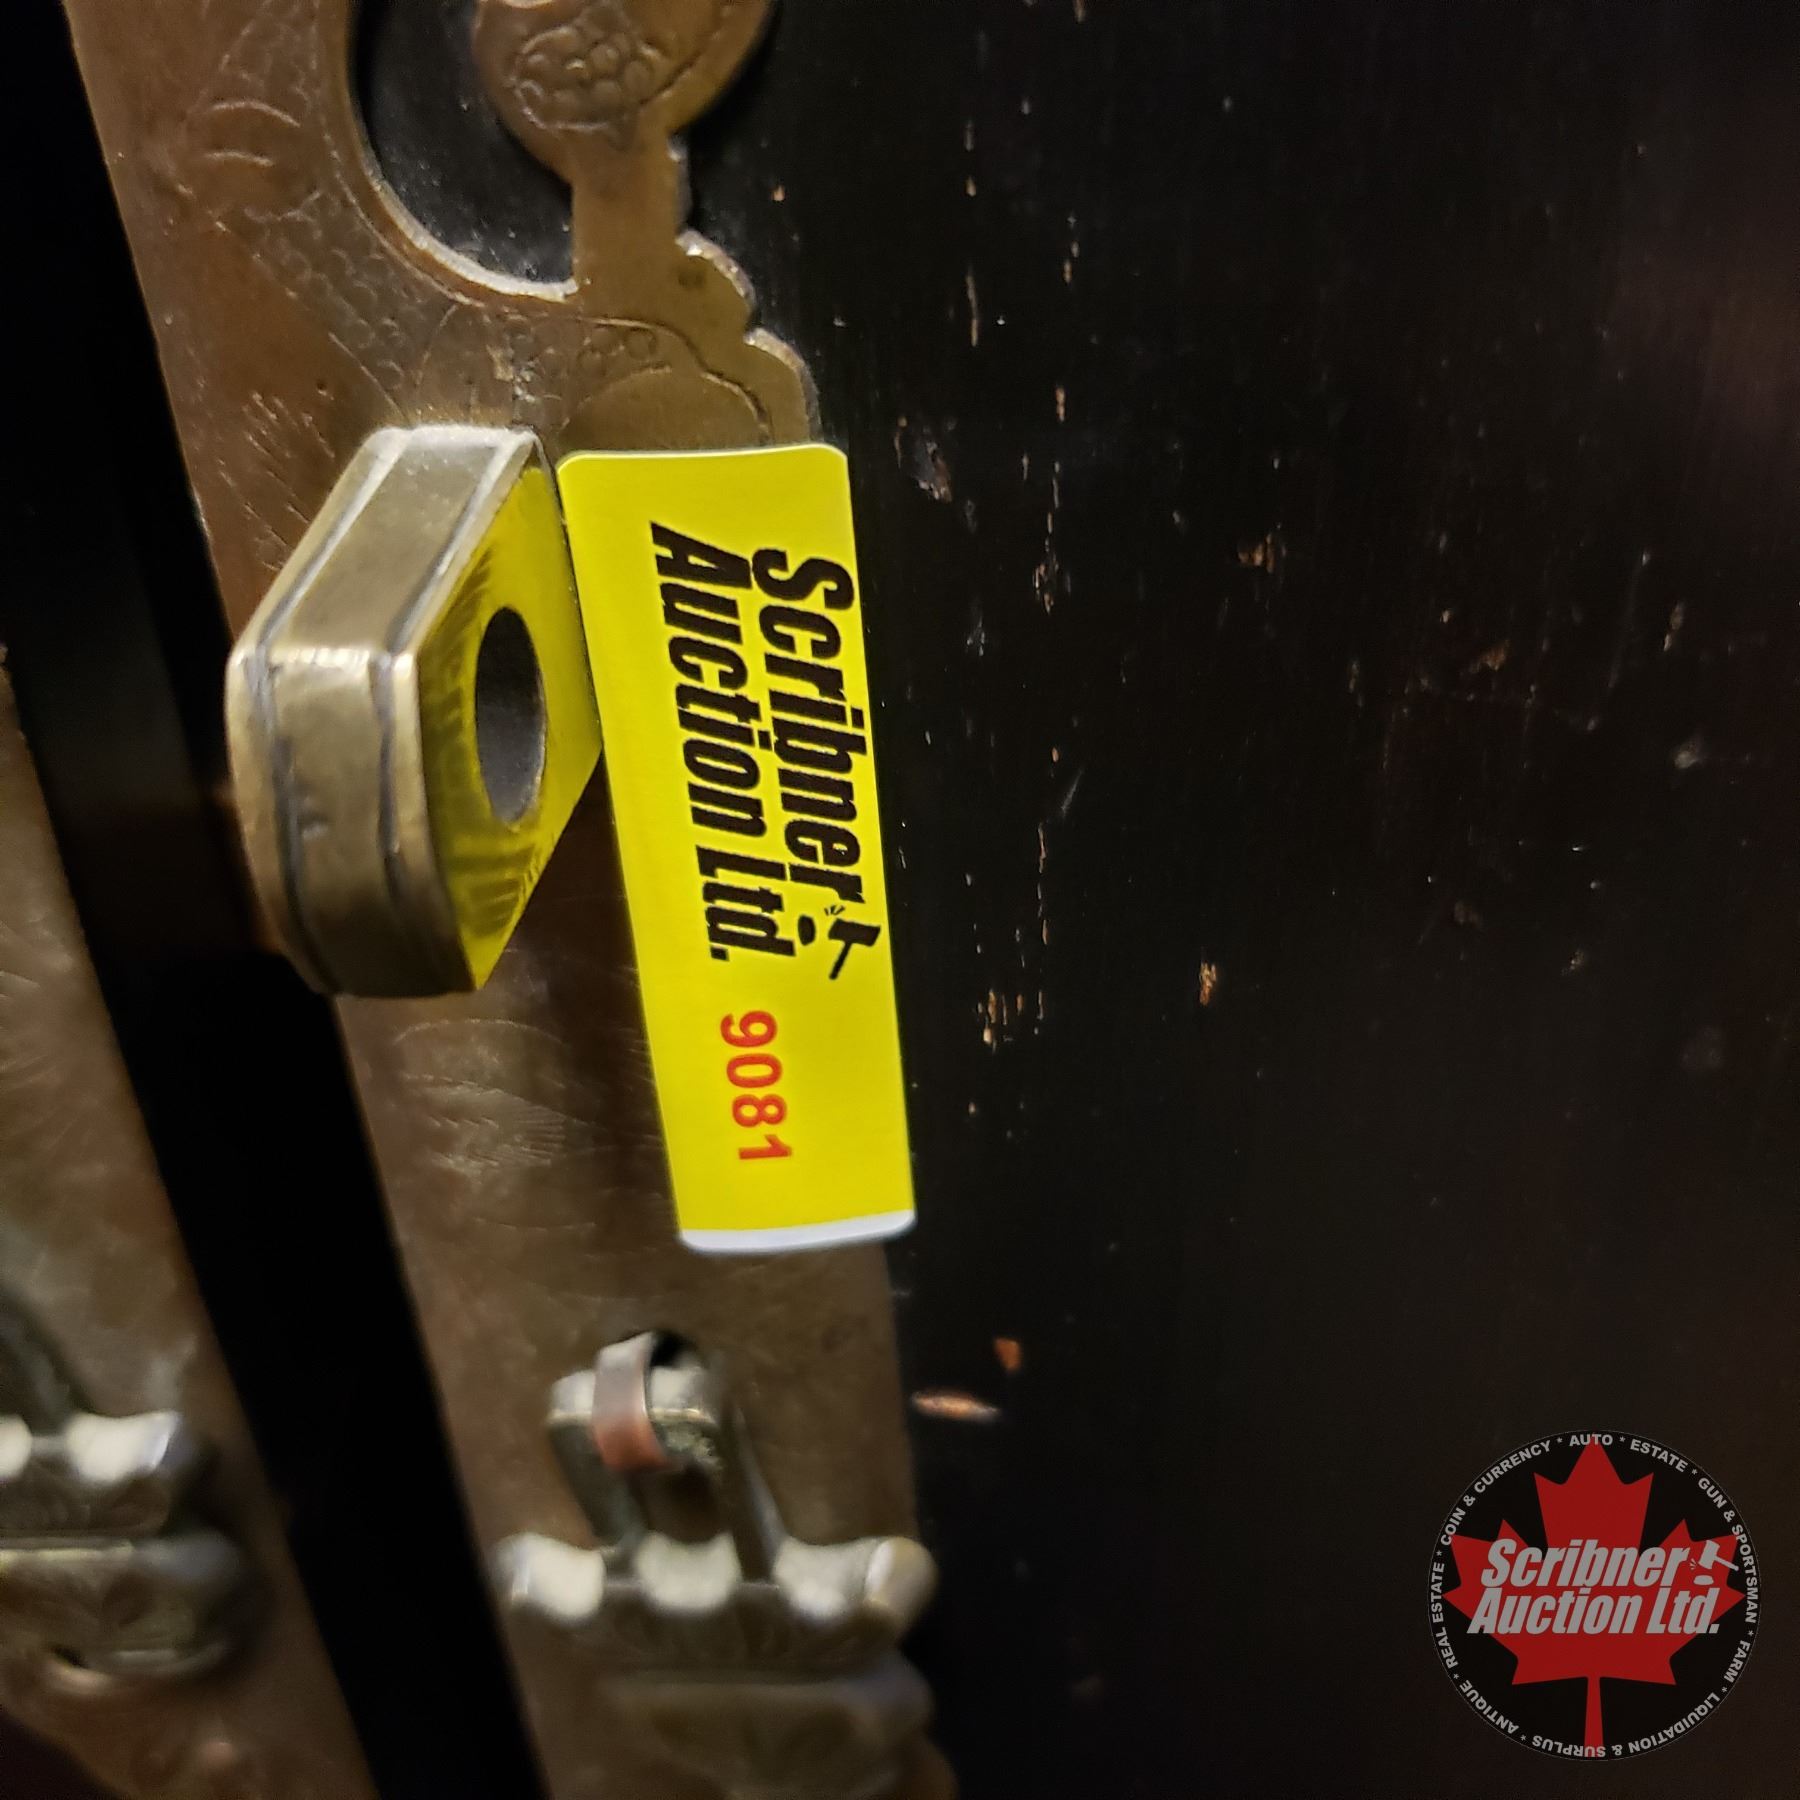 Scribner
Auction Ltd.
9081
COIN & CURRENCY * AUTO * ESTATE * GUN & SPORTSMAN * FARM * LIQUIDATION & SURPLUS * ANTIQUE * REAL ESTATE *
Scribner
Auction Ltd.